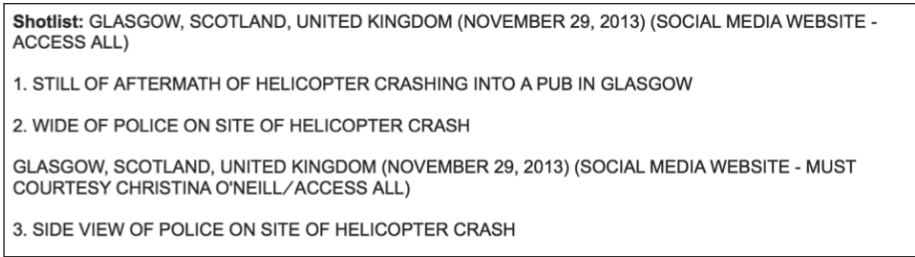 Shotlist: GLASGOW, SCOTLAND, UNITED KINGDOM (NOVEMBER 29, 2013) (SOCIAL MEDIA WEBSITE -
ACCESS ALL)
1. STILL OF AFTERMATH OF HELICOPTER CRASHING INTO A PUB IN GLASGOW
2. WIDE OF POLICE ON SITE OF HELICOPTER CRASH
GLASGOW, SCOTLAND, UNITED KINGDOM (NOVEMBER 29, 2013) (SOCIAL MEDIA WEBSITE - MUST
COURTESY CHRISTINA O'NEILL/ACCESS ALL)
3. SIDE VIEW OF POLICE ON SITE OF HELICOPTER CRASH